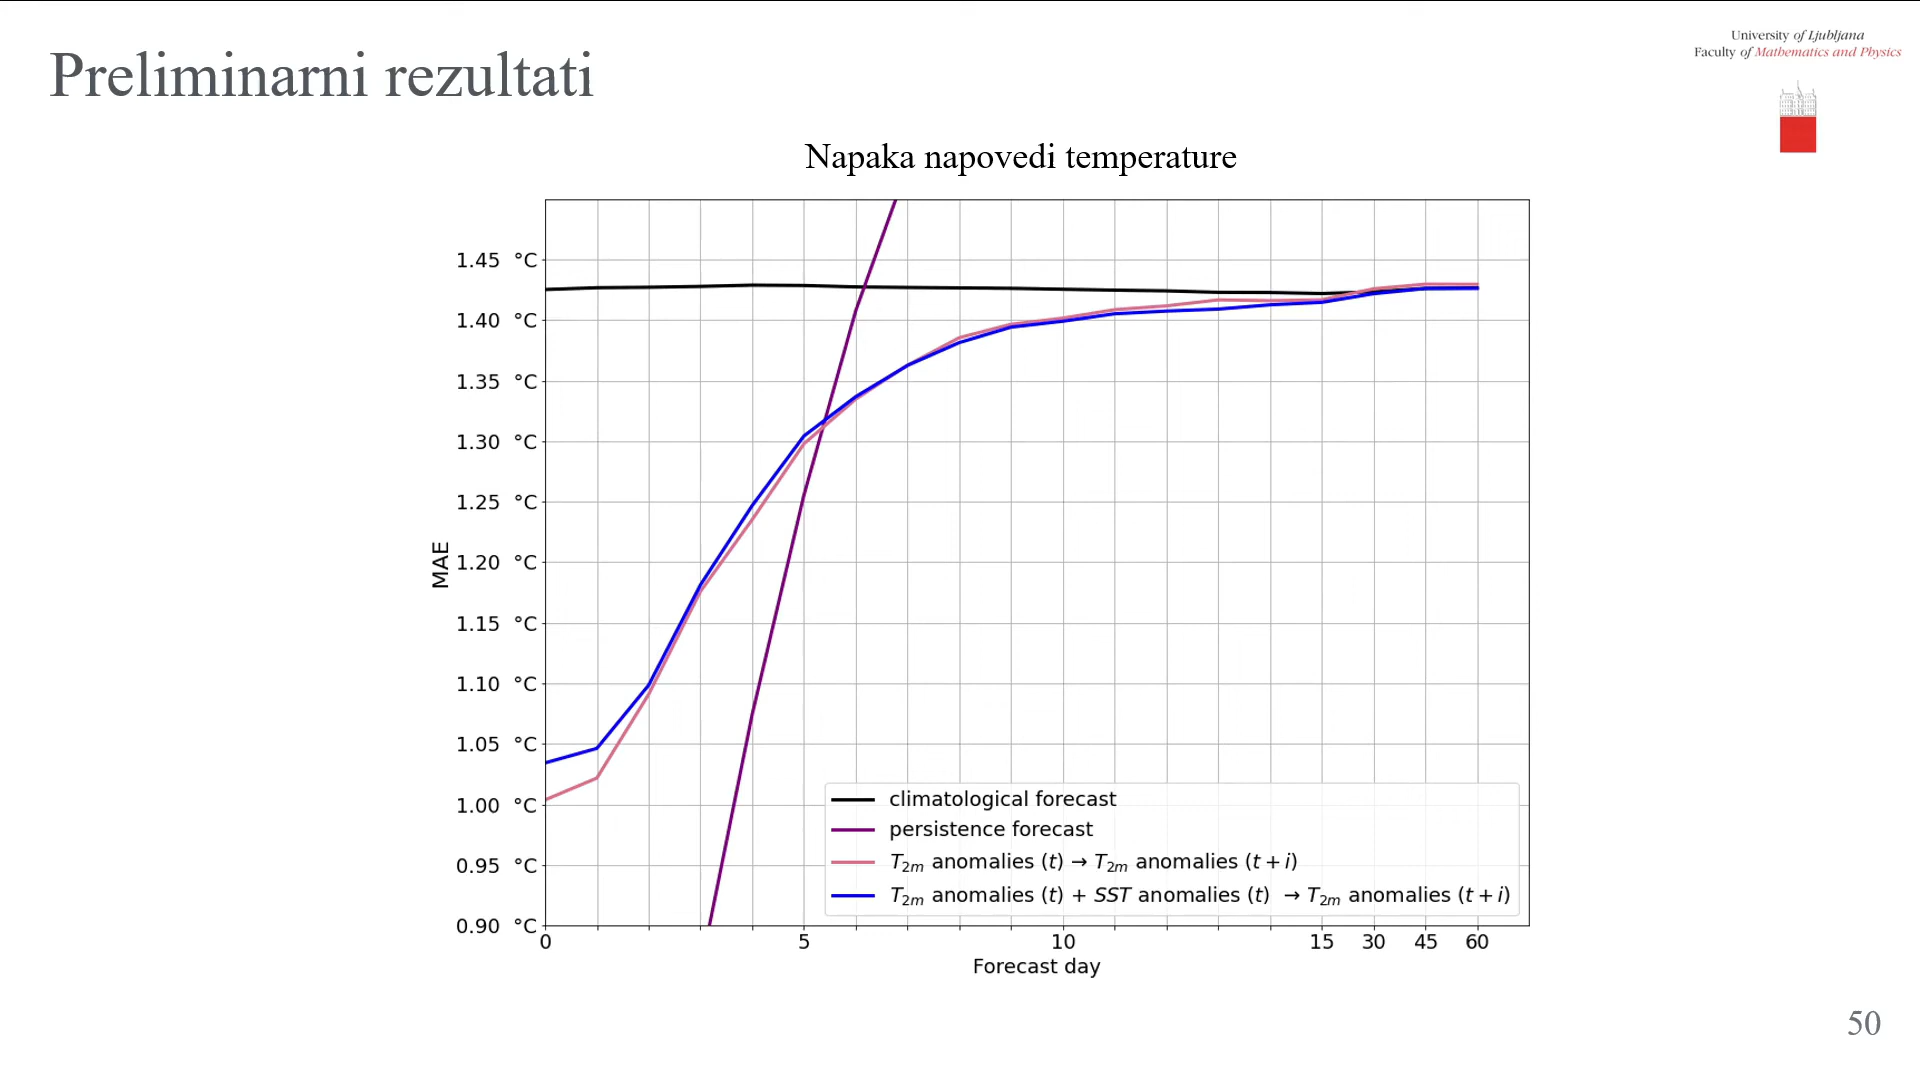 Preliminarni rezultati
University of Ljubljana
Faculty of Mathematics and Physics
Napaka napovedi temperature
1.45 °C
1.40 °C
1.35 °C
1.30 °C
1.25 °C
1.20 °C
1.15 °C
1.10 °C
1.05 °C
1.00 °C
0.95 °C
0.90 °C
MAE
climatological forecast
persistence forecast
T2m anomalies (t) → T2m anomalies (t + i)
T2m anomalies (t) + SST anomalies (t) → T2m anomalies (t + i)
0 5 10 15 30 45 60
Forecast day
50